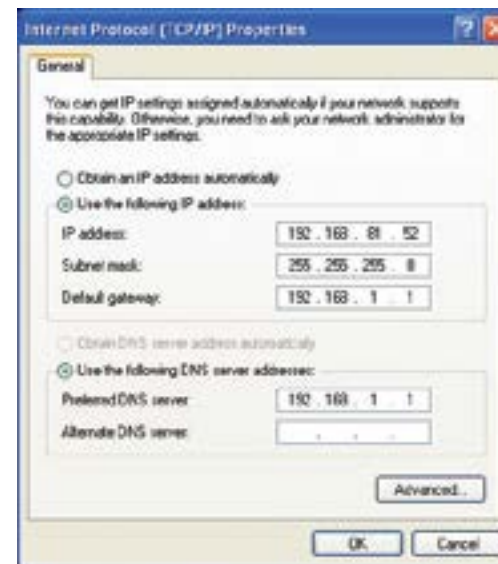 Internet Protocol (TCP/IP) Properties
General
You can get IP settings assigned automatically if your network supports
this capability. Otherwise, you need to ask your network administrator for
the appropriate IP settings.
Obtain an IP address automatically
Use the following IP address:
IP address: 192 . 168 . 81 . 52
Subnet mask: 255 . 255 . 255 . 0
Default gateway: 192 . 168 . 1 . 1
Obtain DNS server address automatically
Use the following DNS server addresses:
Preferred DNS server: 192 . 168 . 1 . 1
Alternate DNS server: . . .
Advanced...
OK Cancel